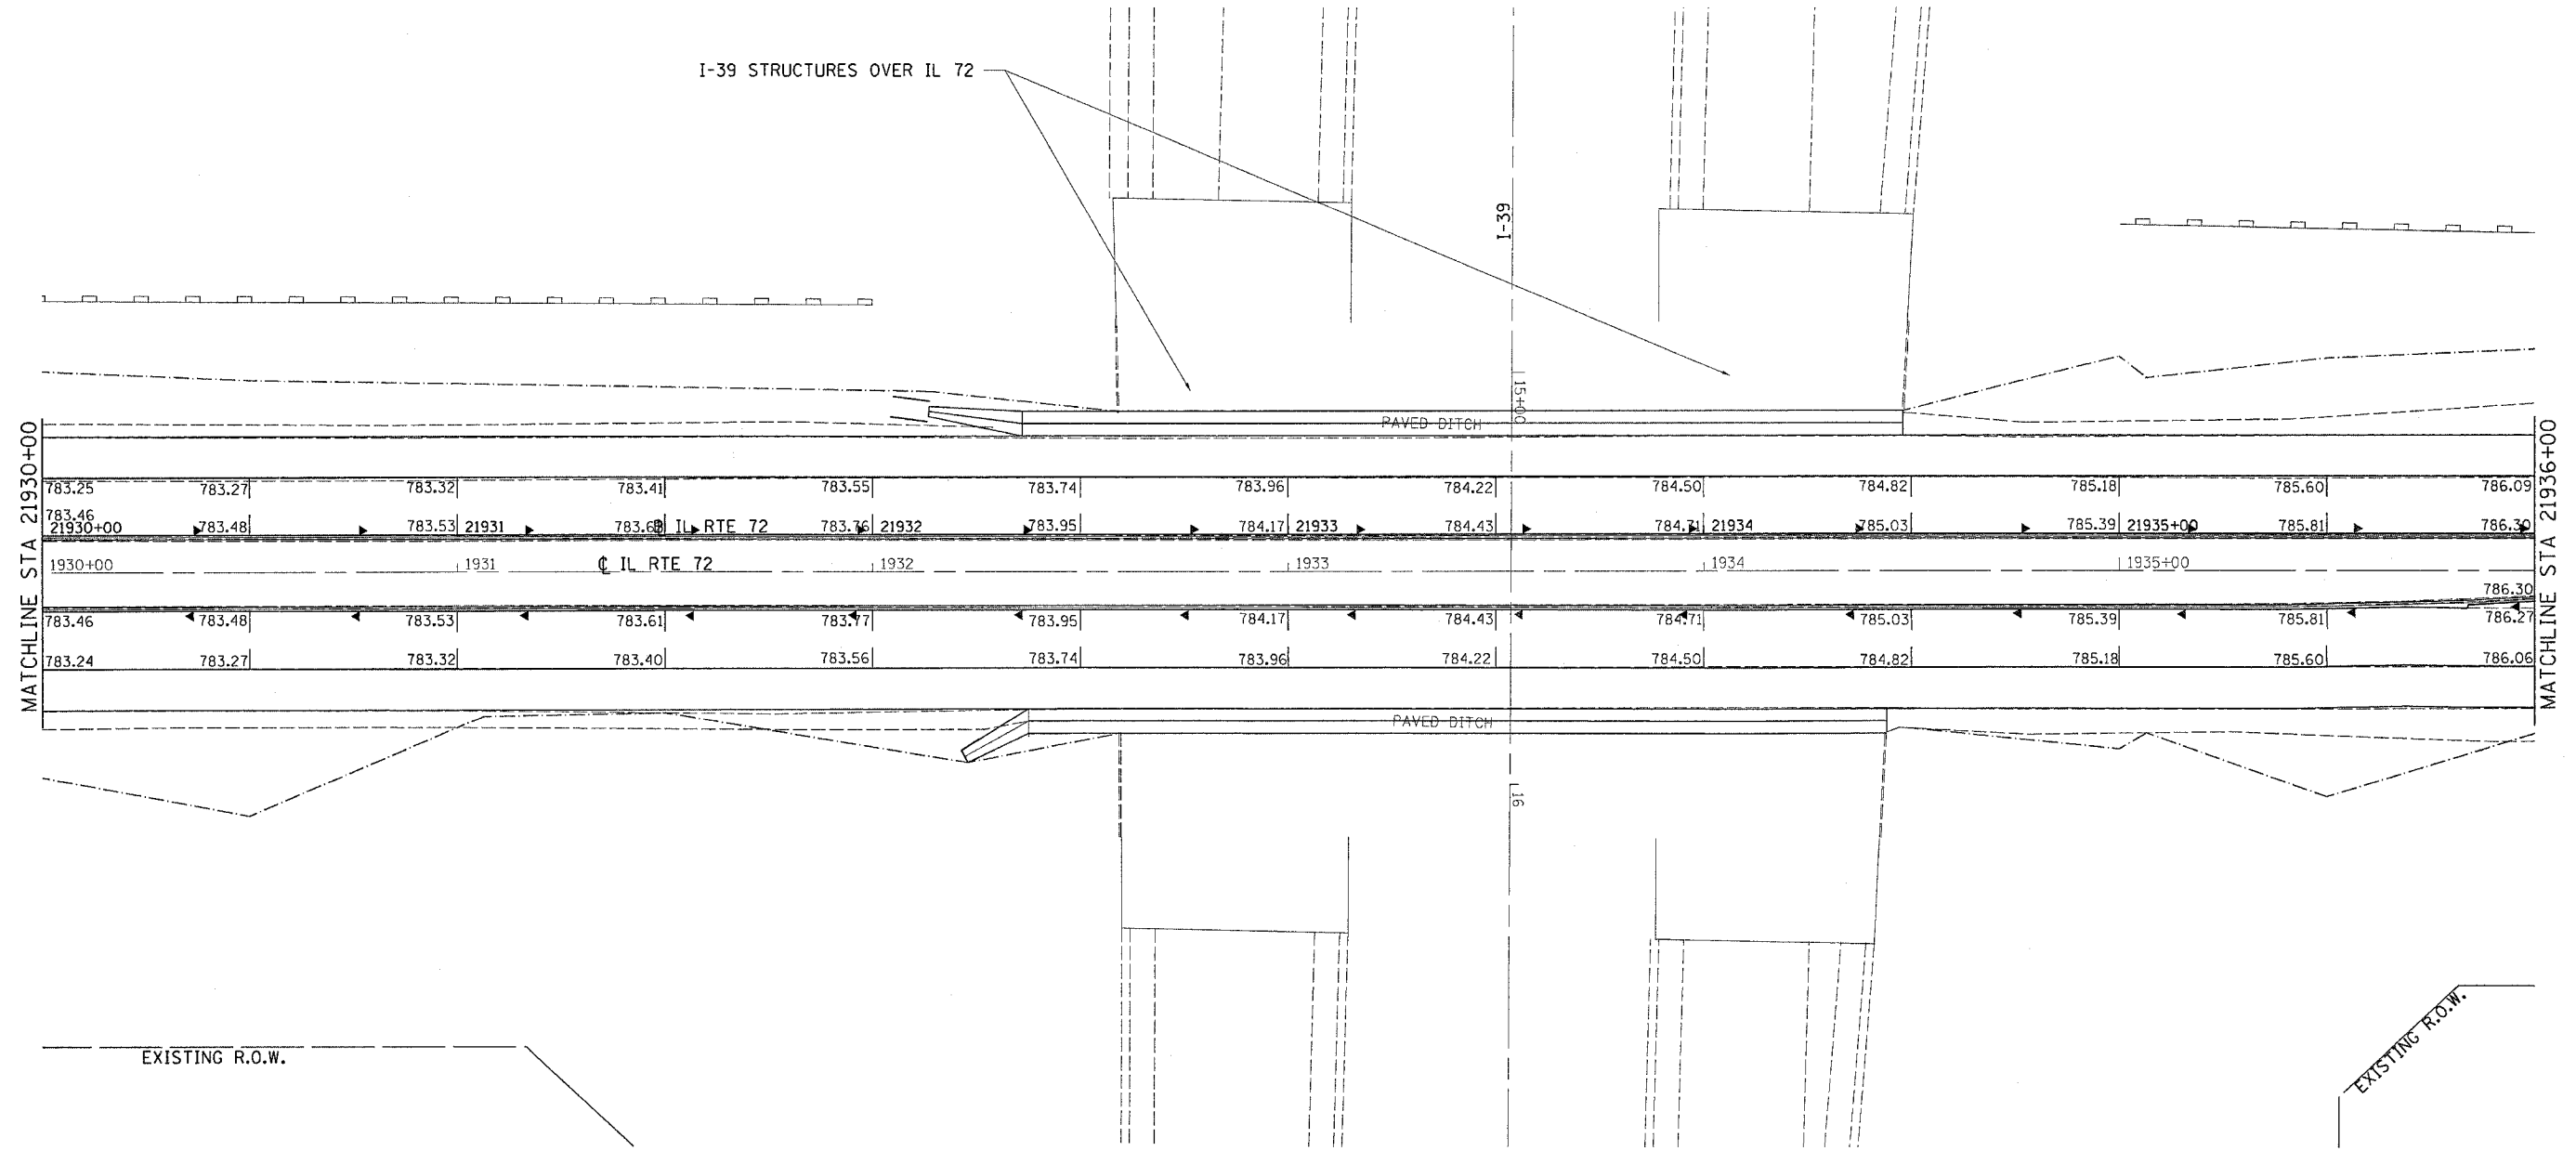 I-39 STRUCTURES OVER IL 72
I-39
15+00
PAVED DITCH
MATCHLINE STA 21930+00
MATCHLINE STA 21936+00
783.25 783.27 783.32 783.41 783.55 783.74 783.96 784.22 784.50 784.82 785.18 785.60 786.09
783.46
21930+00 783.48 783.53 21931 IL RTE 72 783.76 21932 783.95 784.17 21933 784.43 784.71 21934 785.03 785.39 21935+00 785.81 786.30
1930+00 1931 ℄ IL RTE 72 1932 1933 1934 1935+00
786.30
783.46 783.48 783.53 783.61 783.77 783.95 784.17 784.43 784.71 785.03 785.39 785.81 786.27
783.24 783.27 783.32 783.40 783.56 783.74 783.96 784.22 784.50 784.82 785.18 785.60 786.06
PAVED DITCH
16
EXISTING R.O.W.
EXISTING R.O.W.